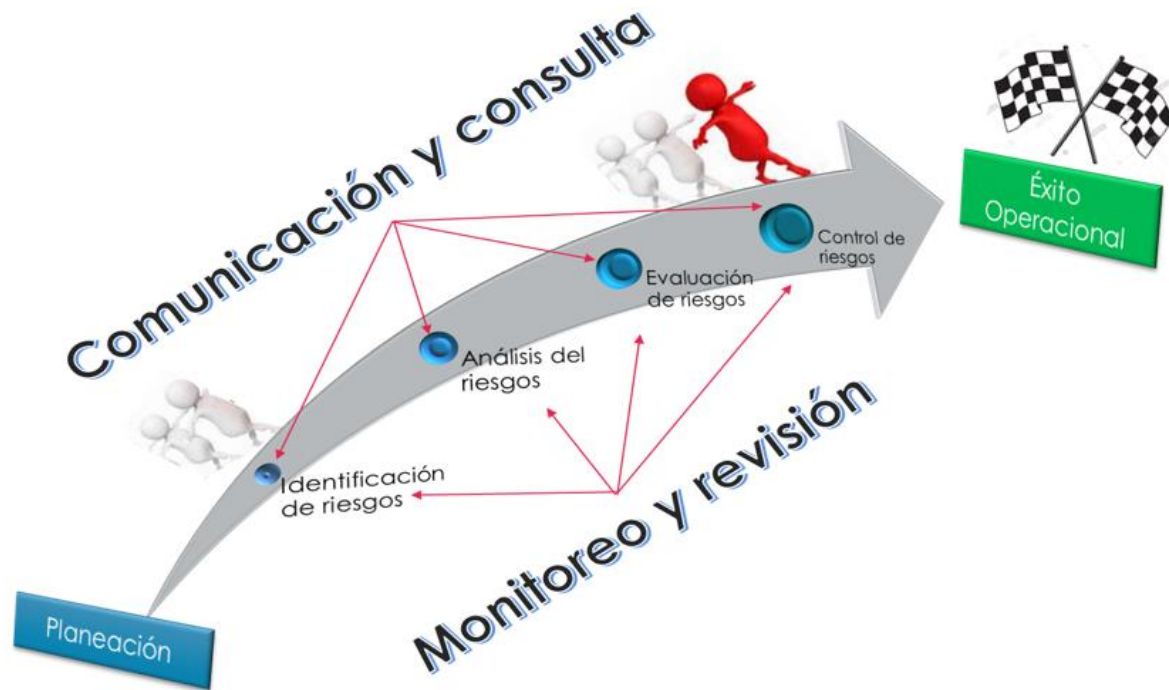 Comunicación y consulta
Éxito
Operacional
Control de
riesgos
Evaluación
de riesgos
Análisis del
riesgos
Identificación
de riesgos
Monitoreo y revisión
Planeación